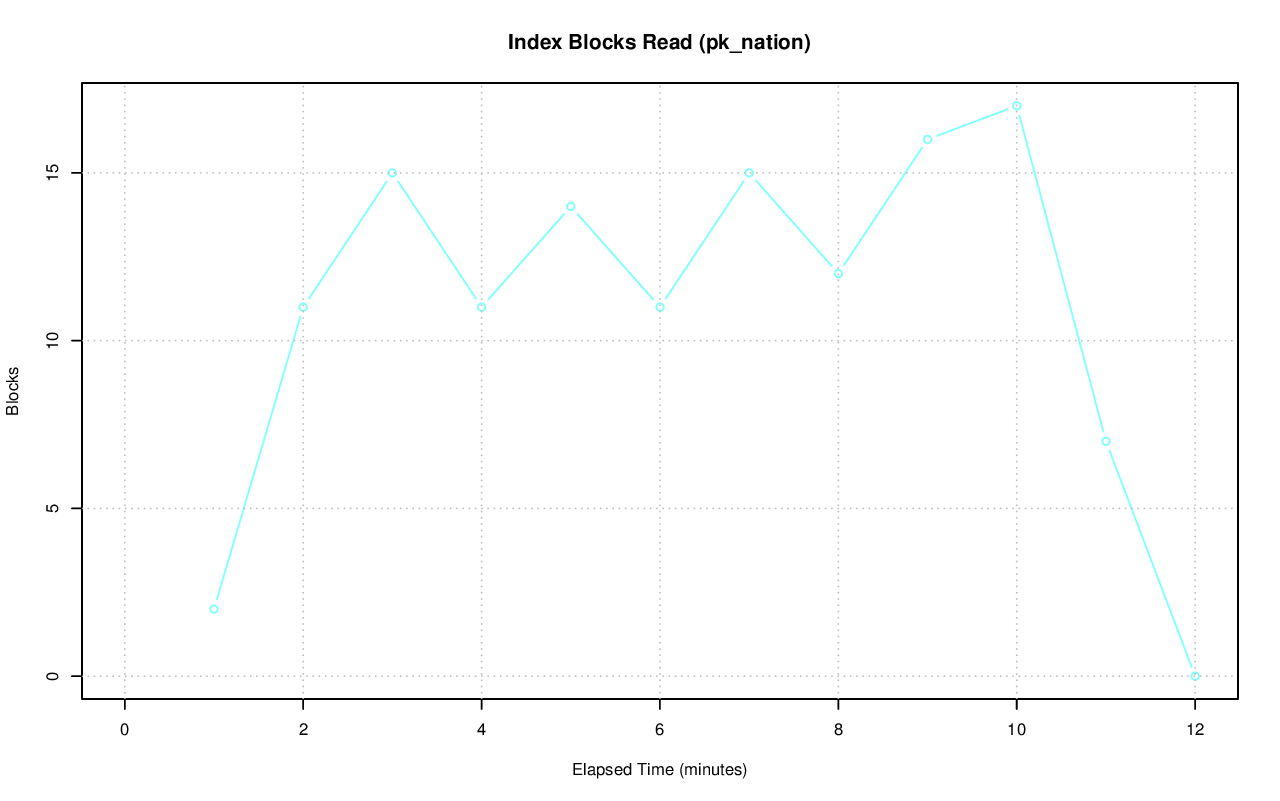 Index Blocks Read (pk_nation)
Blocks
15
10
5
0
0 2 4 6 8 10 12
Elapsed Time (minutes)